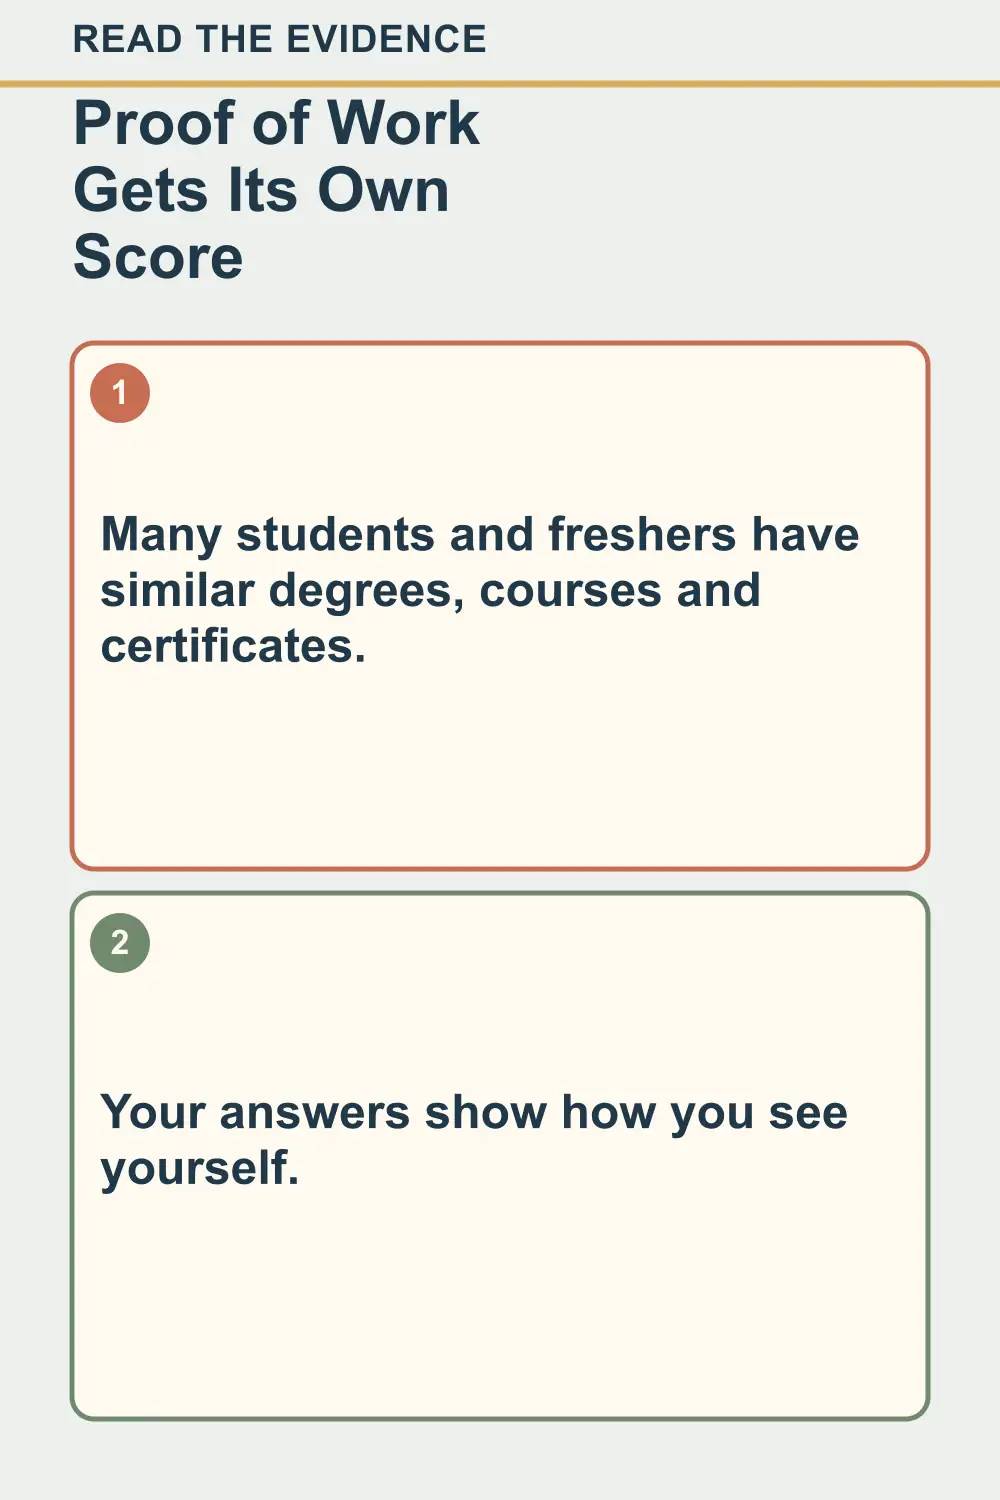 READ THE EVIDENCE
Proof of Work
Gets Its Own
Score
1
Many students and freshers have
similar degrees, courses and
certificates.
2
Your answers show how you see
yourself.